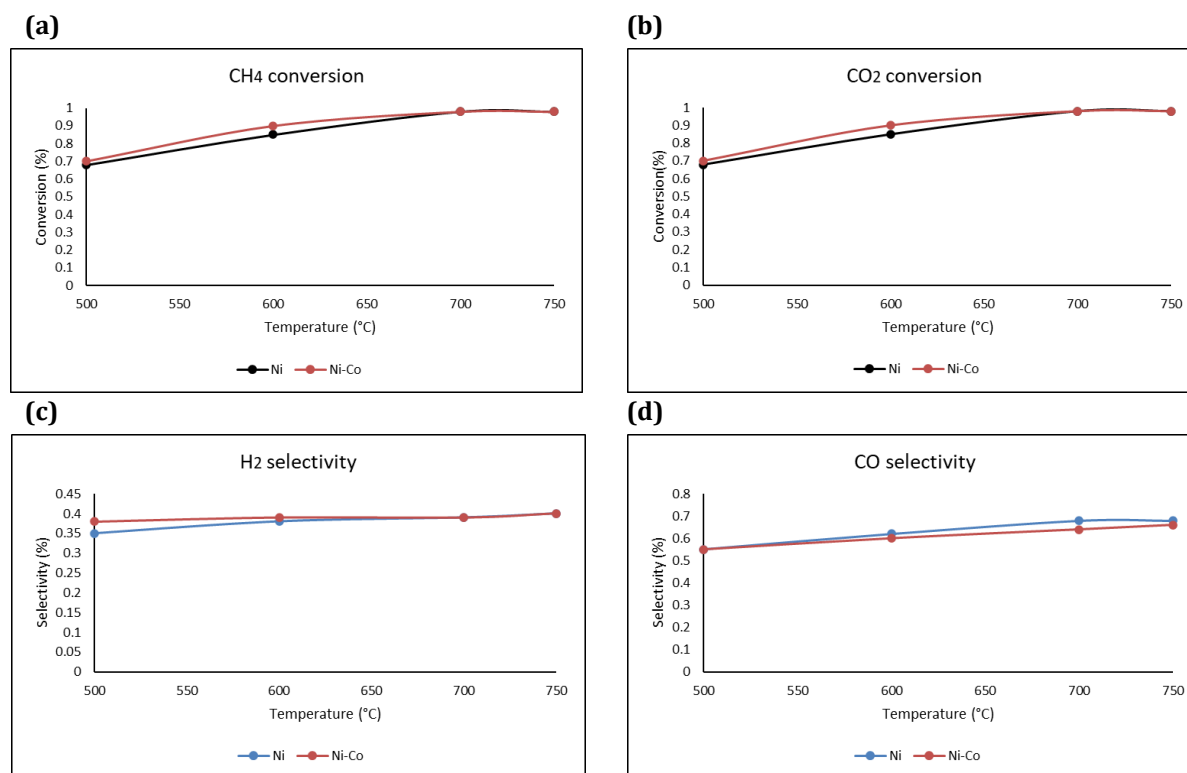 (a)
CH4 conversion
Conversion (%)
1
0.9
0.8
0.7
0.6
0.5
0.4
0.3
0.2
0.1
0
500 550 600 650 700 750
Temperature (°C)
Ni Ni-Co
(b)
CO2 conversion
Conversion(%)
1
0.9
0.8
0.7
0.6
0.5
0.4
0.3
0.2
0.1
0
500 550 600 650 700 750
Temperature (°C)
Ni Ni-Co
(c)
H2 selectivity
Selectivity (%)
0.45
0.4
0.35
0.3
0.25
0.2
0.15
0.1
0.05
0
500 550 600 650 700 750
Temperature (°C)
Ni Ni-Co
(d)
CO selectivity
Selectivity (%)
0.8
0.7
0.6
0.5
0.4
0.3
0.2
0.1
0
500 550 600 650 700 750
Temperature (°C)
Ni Ni-Co